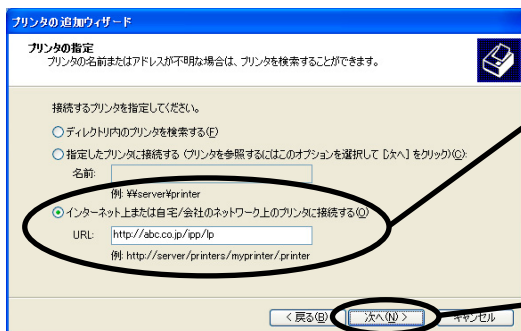 プリンタの追加ウィザード
プリンタの指定
プリンタの名前またはアドレスが不明な場合は、プリンタを検索することができます。
接続するプリンタを指定してください。
ディレクトリ内のプリンタを検索する(F)
指定したプリンタに接続する (プリンタを参照するにはこのオプションを選択して [次へ] をクリック)(C):
名前:
例: ¥¥server¥printer
インターネット上または自宅/会社のネットワーク上のプリンタに接続する(O)
URL: http://abc.co.jp/ipp/lp
例: http://server/printers/myprinter/.printer
< 戻る(B) 次へ(N) > キャンセル